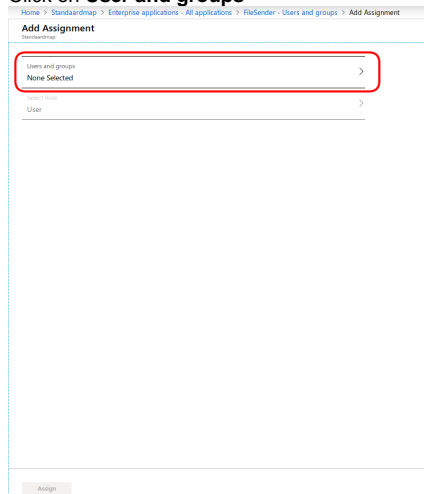 Click on User and groups
Home > Standaardmap > Enterprise applications - All applications > FileSender - Users and groups > Add Assignment
Add Assignment
Standaardmap
Users and groups
None Selected
Select Role
User
Assign